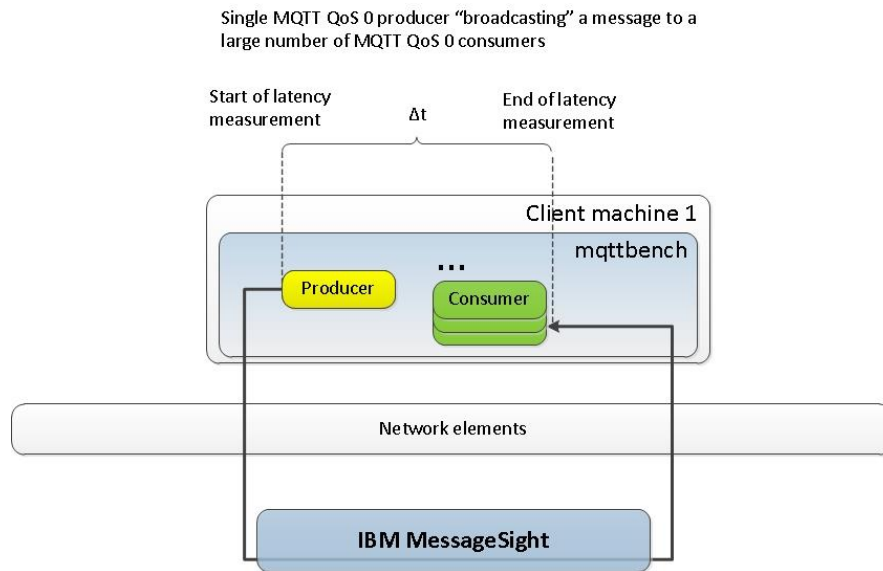 Single MQTT QoS 0 producer “broadcasting” a message to a
large number of MQTT QoS 0 consumers
Start of latency
measurement
Δt
End of latency
measurement
Client machine 1
mqttbench
...
Producer
Consumer
Network elements
IBM MessageSight